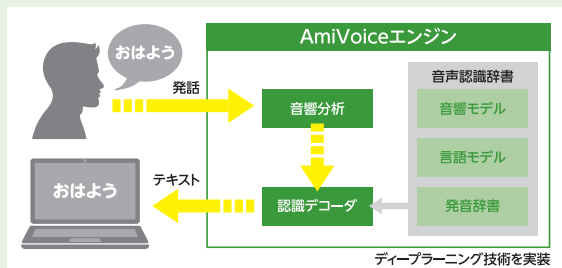 AmiVoiceエンジン
おはよう
発話
音響分析
音声認識辞書
音響モデル
言語モデル
発音辞書
認識デコーダ
テキスト
おはよう
ディープラーニング技術を実装